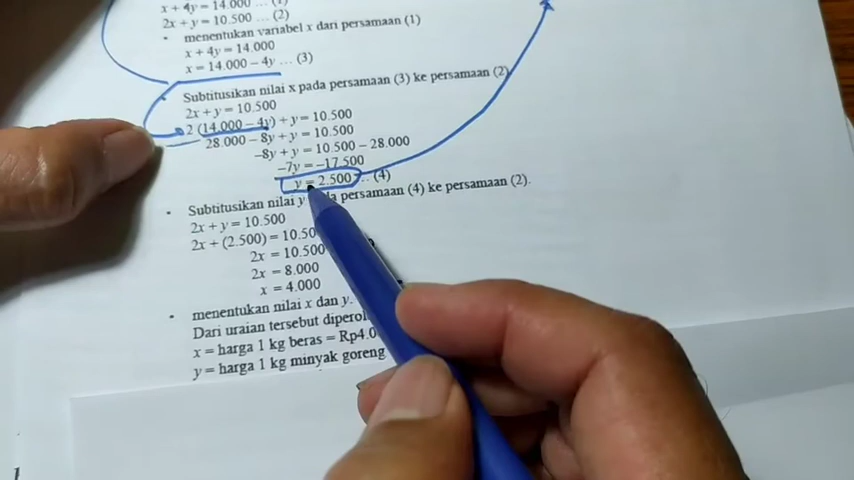 x + 4y = 14.000 ... (1)
2x + y = 10.500 ... (2)
• menentukan variabel x dari persamaan (1)
x + 4y = 14.000
x = 14.000 – 4y ... (3)
Subtitusikan nilai x pada persamaan (3) ke persamaan (2)
2x + y = 10.500
2 (14.000 – 4y) + y = 10.500
28.000 – 8y + y = 10.500
-8y + y = 10.500 – 28.000
-7y = –17.500
y = 2.500 ... (4)
• Subtitusikan nilai y pada persamaan (4) ke persamaan (2).
2x + y = 10.500
2x + (2.500) = 10.50
2x = 10.500
2x = 8.000
x = 4.000
• menentukan nilai x dan y.
Dari uraian tersebut
x = harga 1 kg beras = Rp4.0
y = harga 1 kg minyak goreng